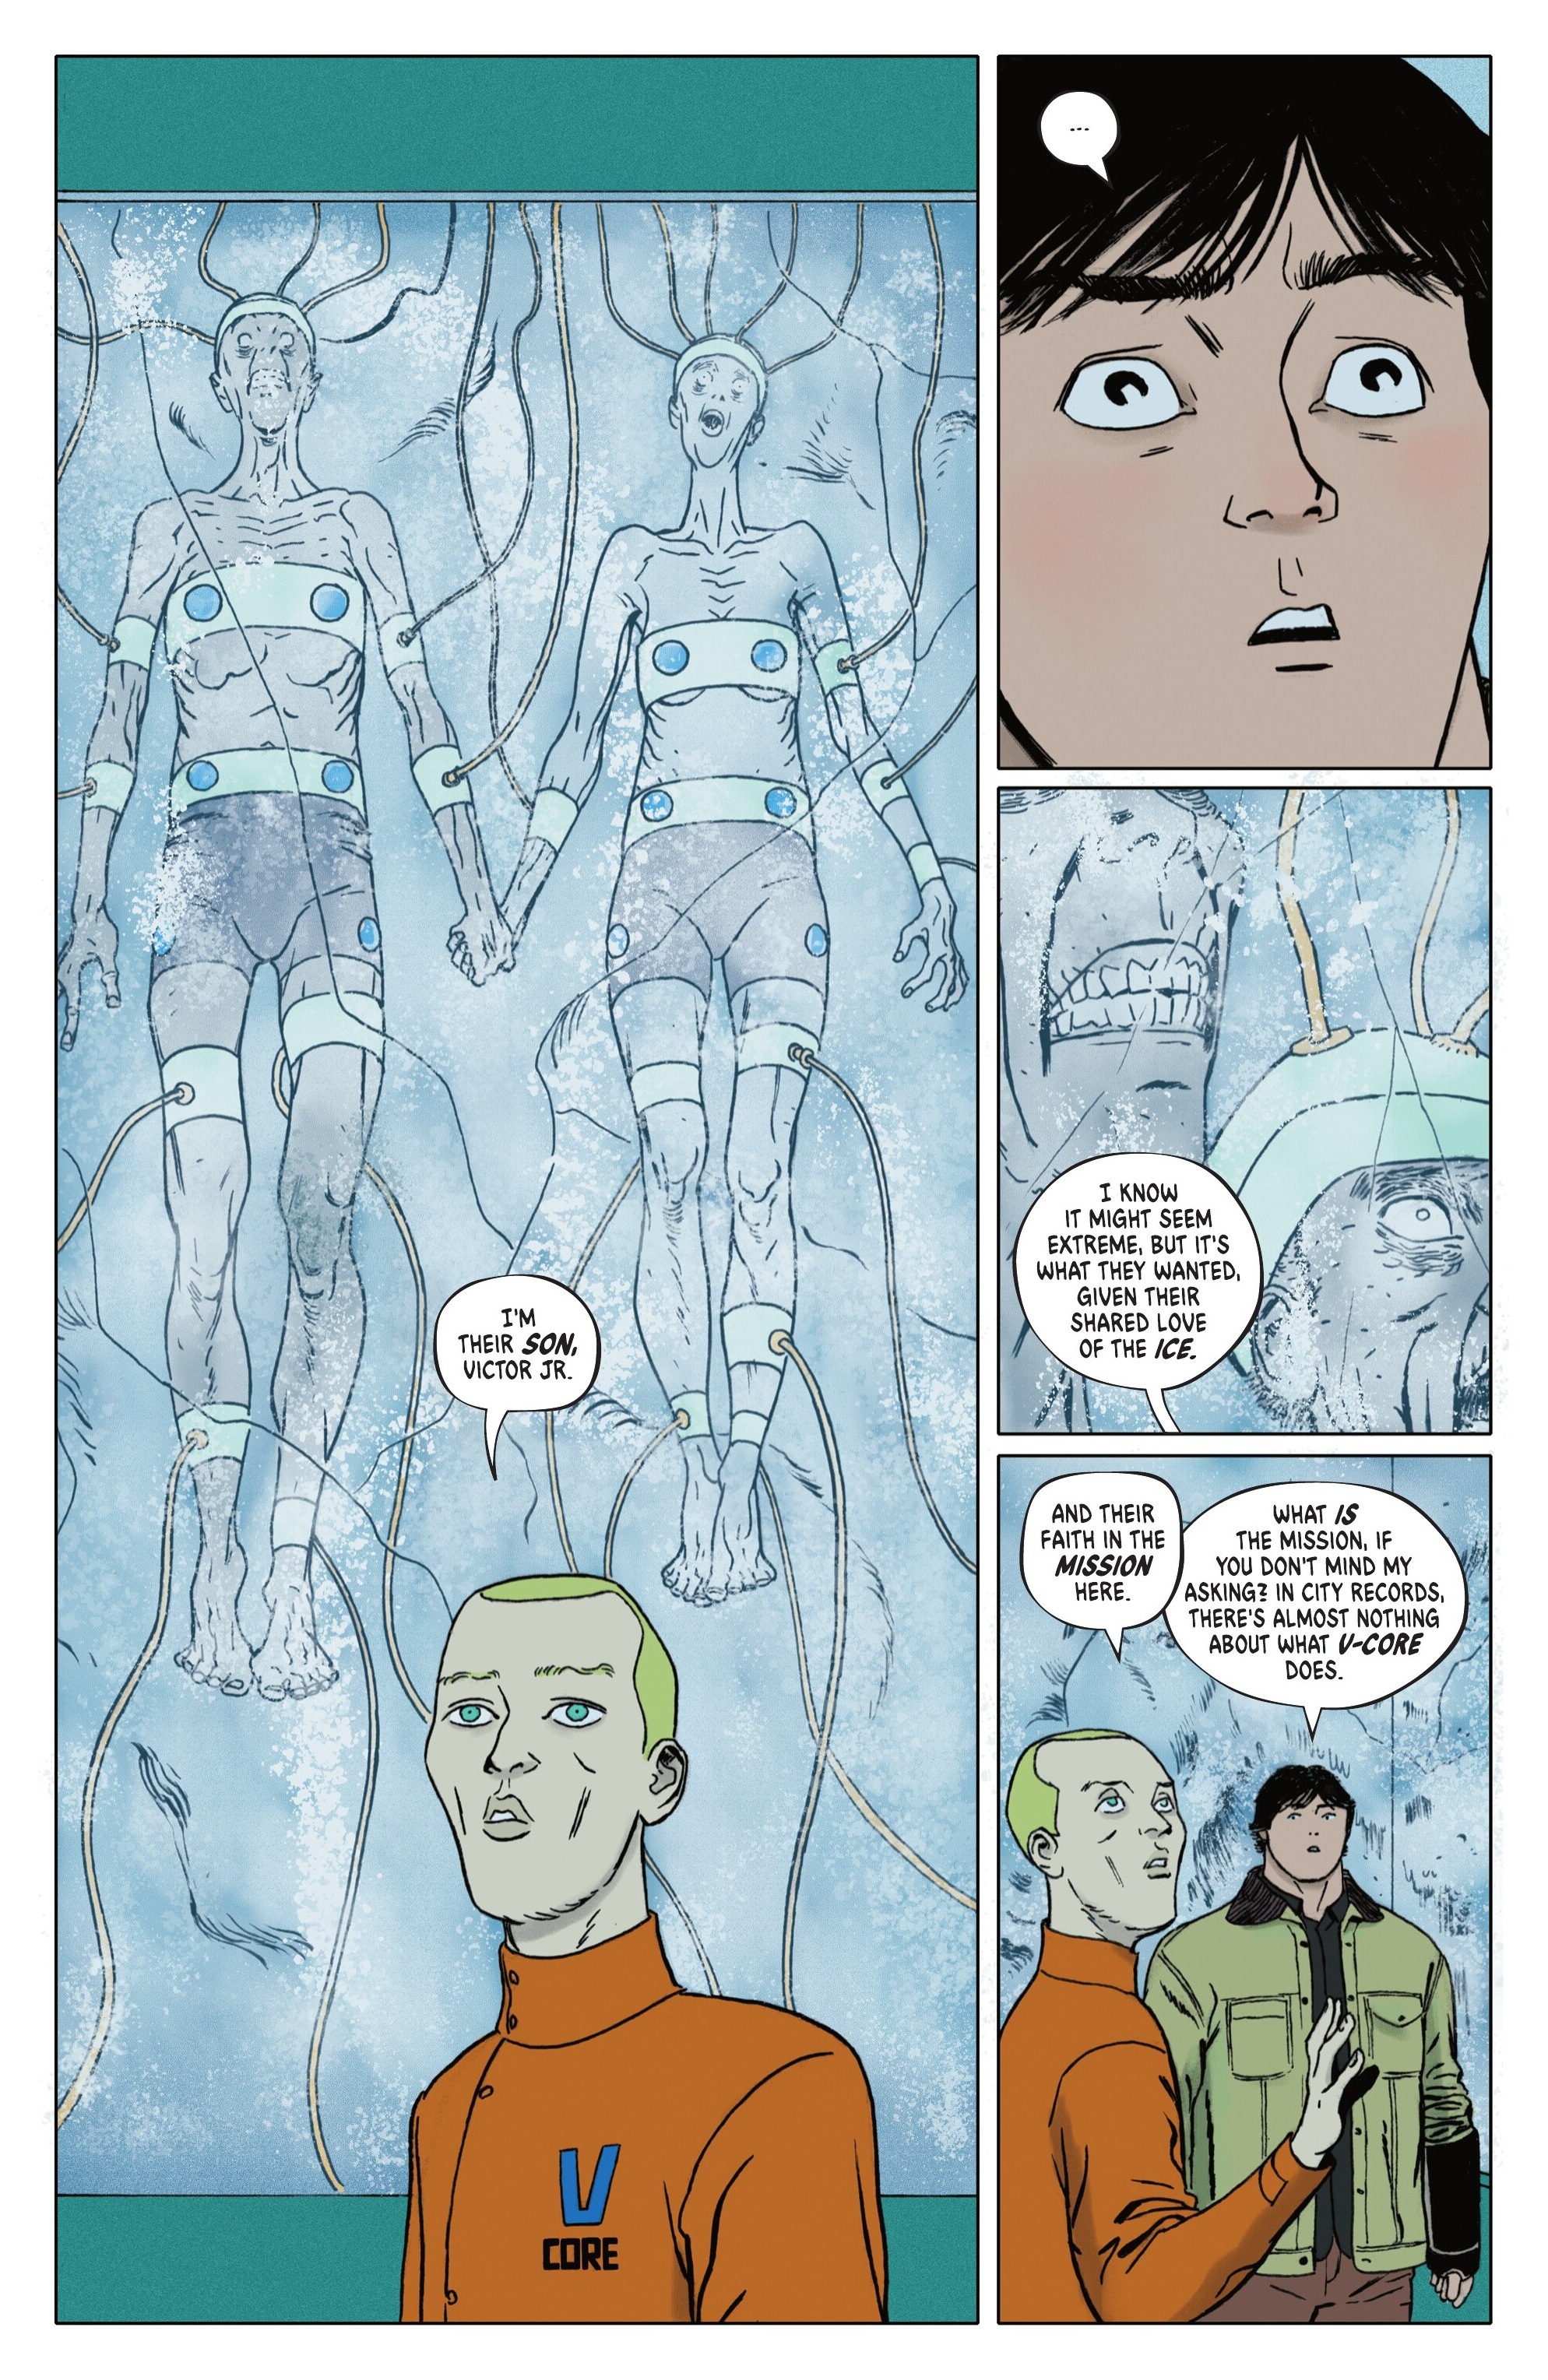 I'M
THEIR SON,
VICTOR JR.
V
CORE
...
I KNOW
IT MIGHT SEEM
EXTREME, BUT IT'S
WHAT THEY WANTED,
GIVEN THEIR
SHARED LOVE
OF THE ICE.
AND THEIR
FAITH IN THE
MISSION
HERE.
WHAT IS
THE MISSION, IF
YOU DON'T MIND MY
ASKING? IN CITY RECORDS,
THERE'S ALMOST NOTHING
ABOUT WHAT V-CORE
DOES.